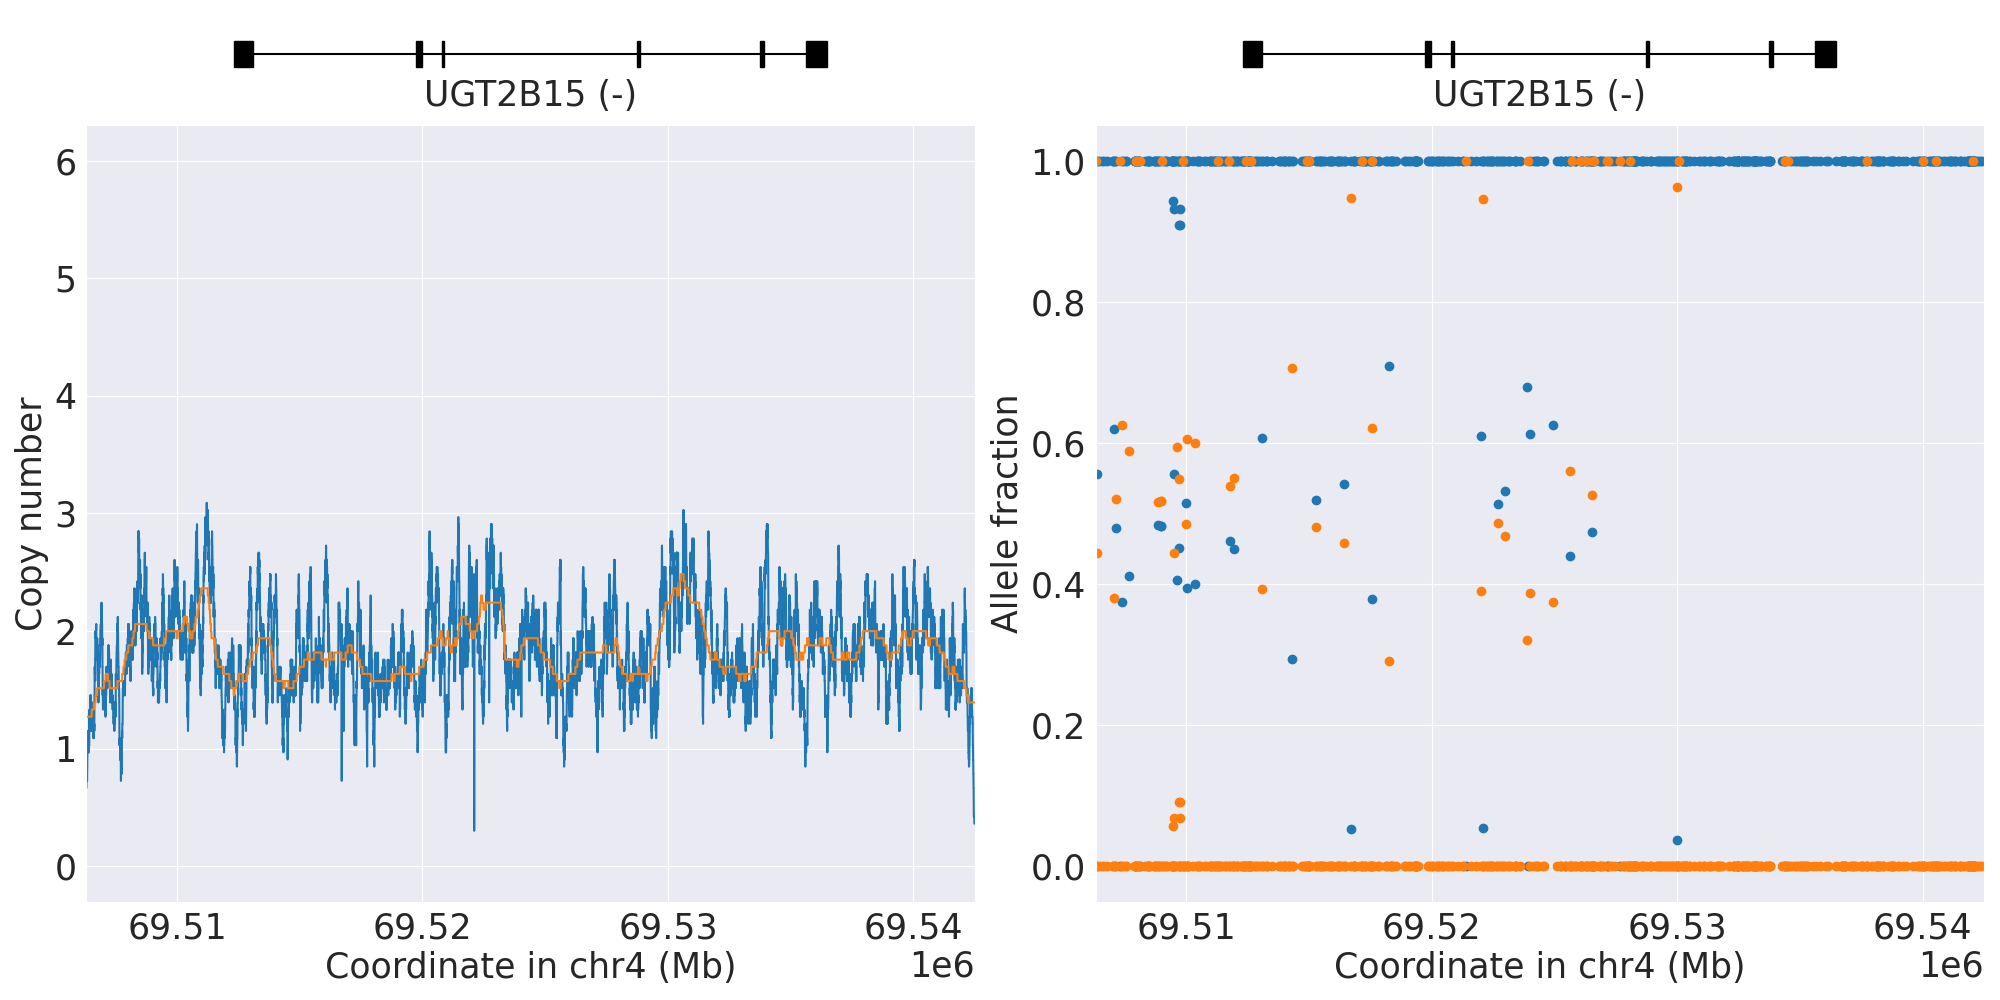 UGT2B15 (-)
6
5
4
3
2
1
0
Copy number
69.51 69.52 69.53 69.54
Coordinate in chr4 (Mb)
1e6
UGT2B15 (-)
1.0
0.8
0.6
0.4
0.2
0.0
Allele fraction
69.51 69.52 69.53 69.54
Coordinate in chr4 (Mb)
1e6